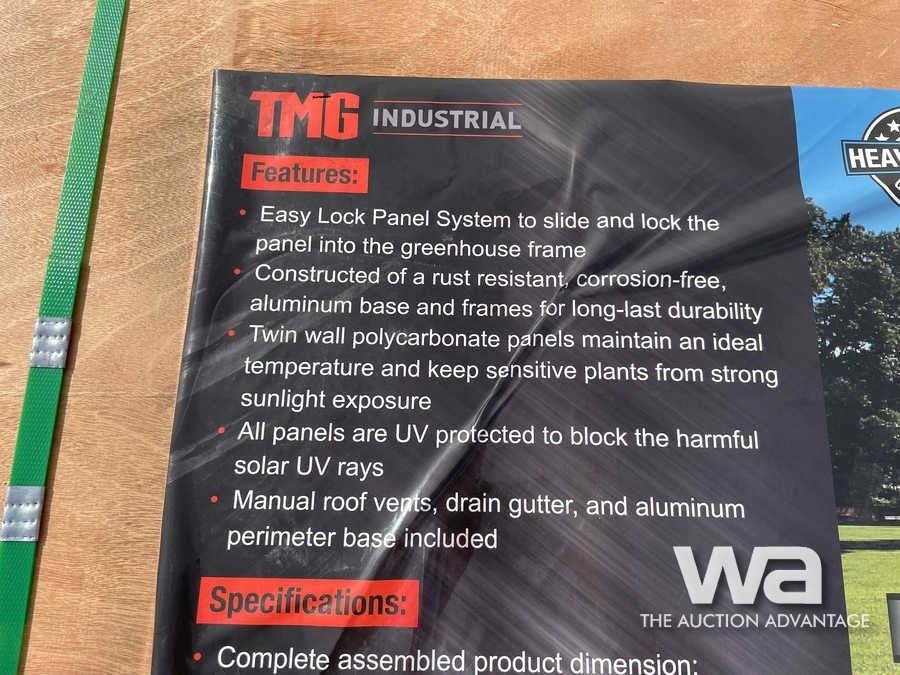 TMG INDUSTRIAL
Features:
• Easy Lock Panel System to slide and lock the
panel into the greenhouse frame
• Constructed of a rust resistant, corrosion-free,
aluminum base and frames for long-last durability
• Twin wall polycarbonate panels maintain an ideal
temperature and keep sensitive plants from strong
sunlight exposure
• All panels are UV protected to block the harmful
solar UV rays
• Manual roof vents, drain gutter, and aluminum
perimeter base included
Specifications:
• Complete assembled product dimension:
wa
THE AUCTION ADVANTAGE